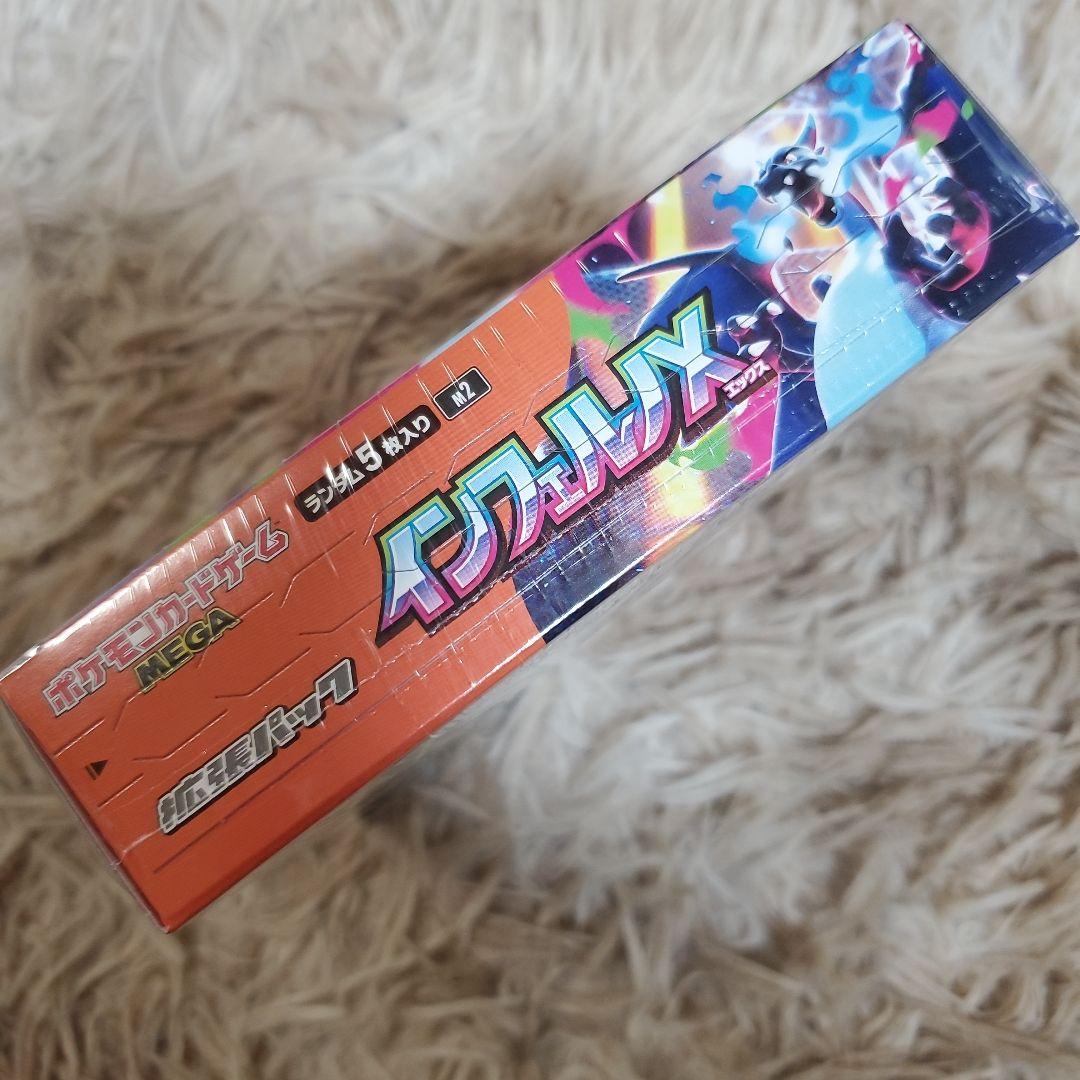 ポケモンカードゲーム
MEGA
拡張パック
ランダム5枚入り
M2
インフェルノX
エックス